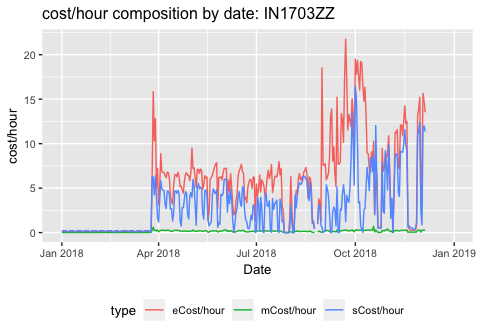 cost/hour composition by date: IN1703ZZ
cost/hour
20
15
10
5
0
Jan 2018 Apr 2018 Jul 2018 Oct 2018 Jan 2019
Date
type eCost/hour mCost/hour sCost/hour